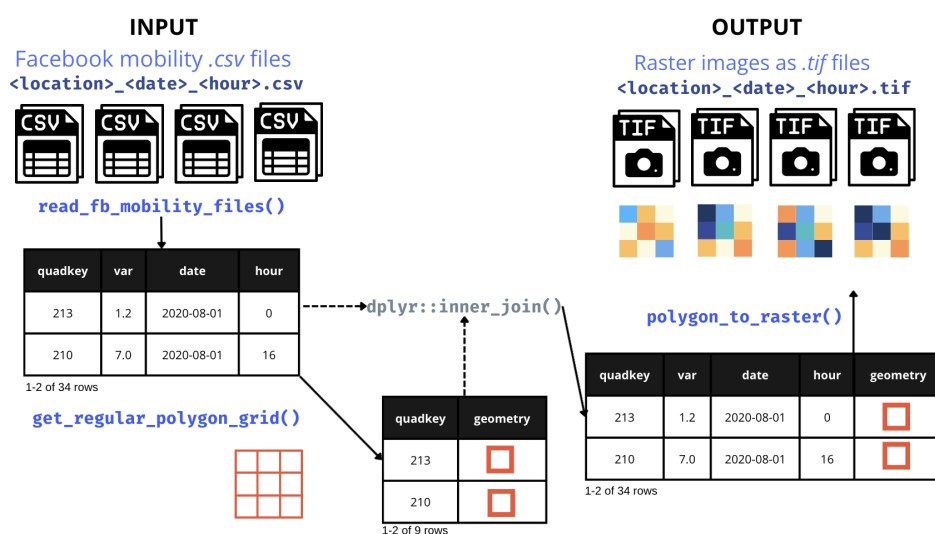 INPUT
Facebook mobility .csv files
<location>_<date>_<hour>.csv
CSV CSV CSV CSV
read_fb_mobility_files()
quadkey var date hour
213 1.2 2020-08-01 0
210 7.0 2020-08-01 16
1-2 of 34 rows
get_regular_polygon_grid()
dplyr::inner_join()
quadkey geometry
213
210
1-2 of 9 rows
OUTPUT
Raster images as .tif files
<location>_<date>_<hour>.tif
TIF TIF TIF TIF
polygon_to_raster()
quadkey var date hour geometry
213 1.2 2020-08-01 0
210 7.0 2020-08-01 16
1-2 of 34 rows